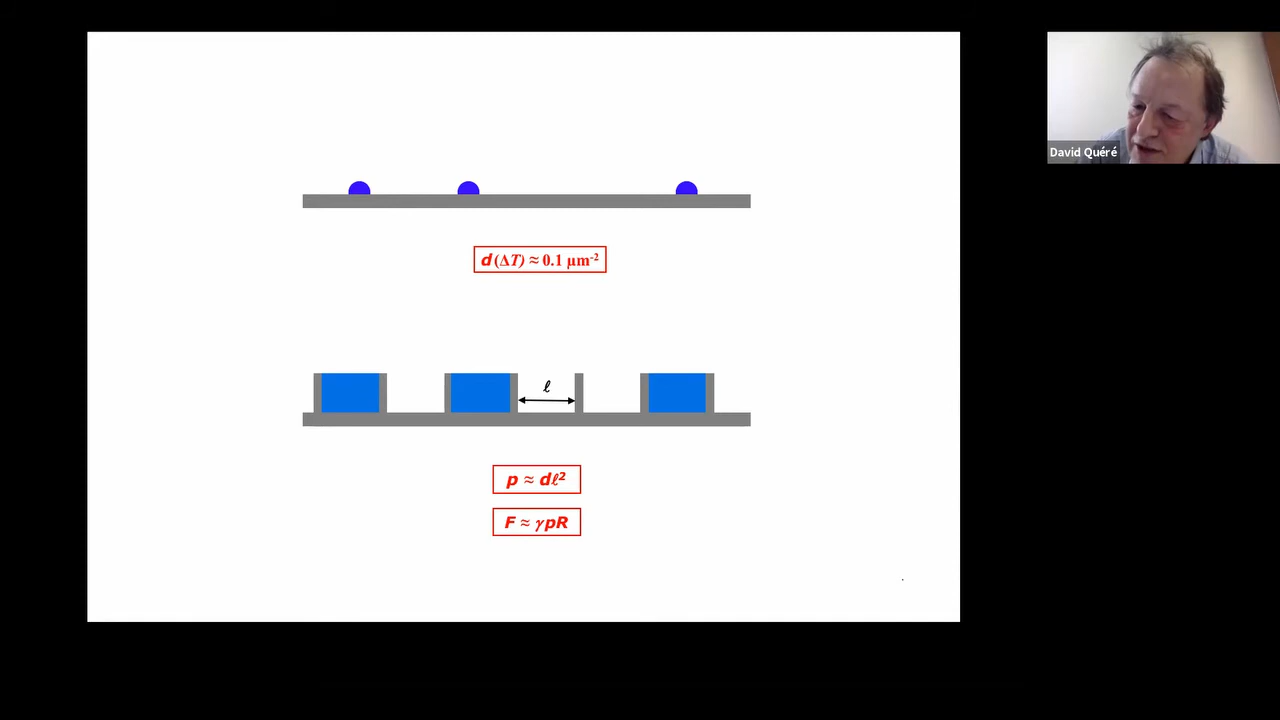 David Quéré
d(ΔT) ≈ 0.1 μm⁻²
ℓ
p ≈ dℓ²
F ≈ γpR